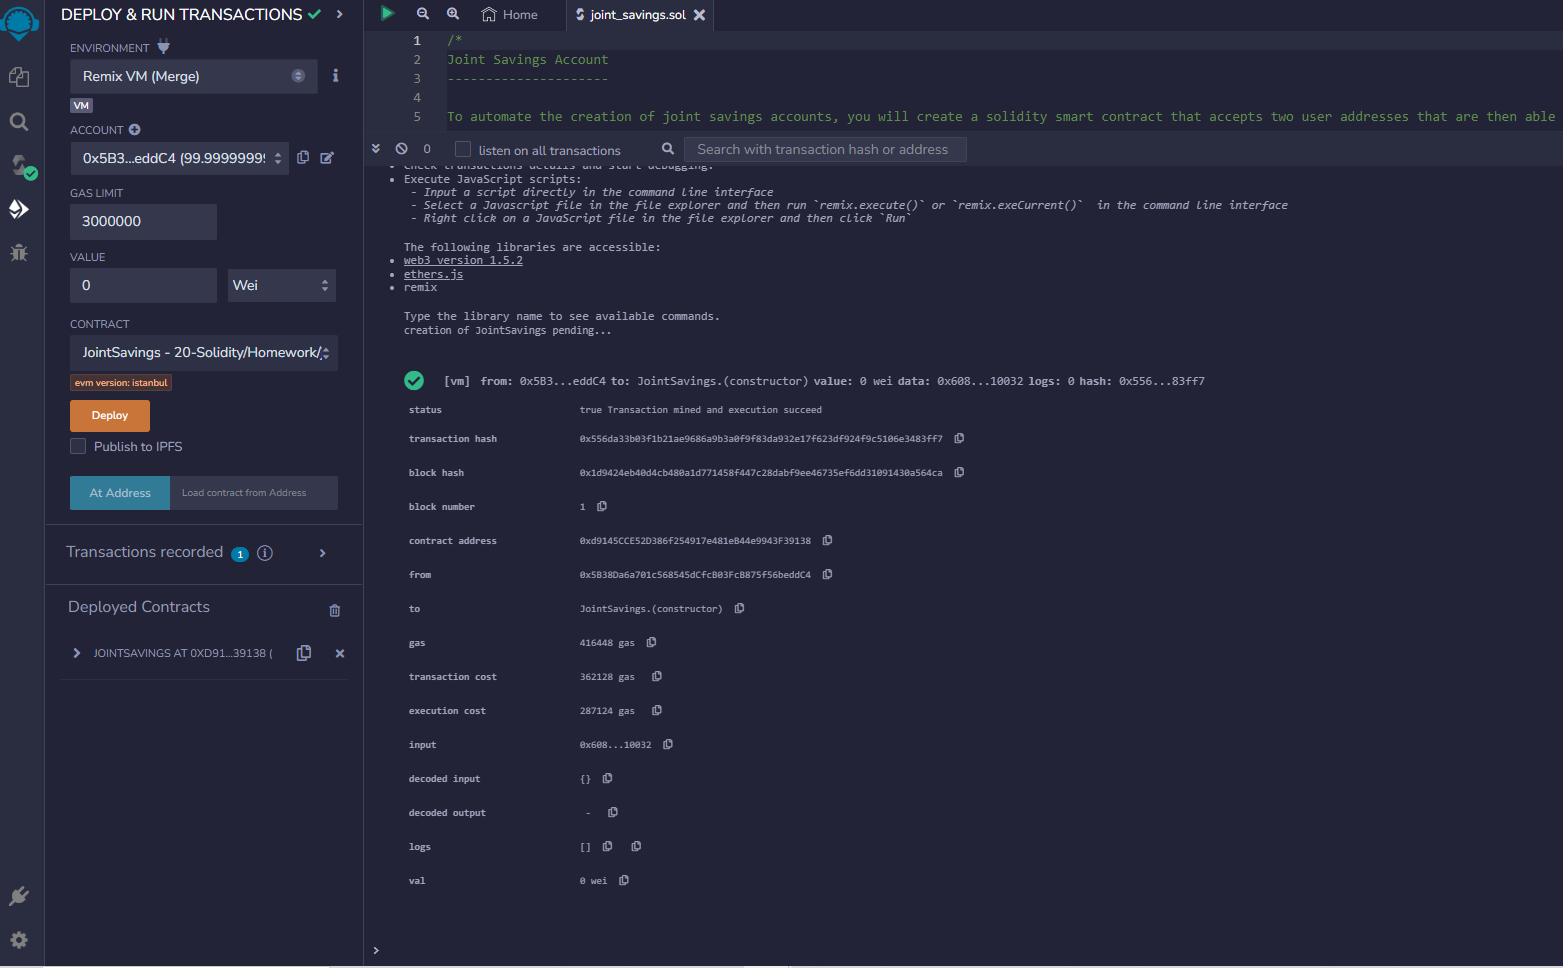 DEPLOY & RUN TRANSACTIONS
ENVIRONMENT
Remix VM (Merge)
VM
ACCOUNT
0x5B3...eddC4 (99.99999999
GAS LIMIT
3000000
VALUE
0
Wei
CONTRACT
JointSavings - 20-Solidity/Homework/
evm version: istanbul
Deploy
Publish to IPFS
At Address
Load contract from Address
Transactions recorded 1
Deployed Contracts
JOINTSAVINGS AT 0XD91...39138 (
Home
joint_savings.sol
1 /*
2 Joint Savings Account
3 ---------------------
4
5 To automate the creation of joint savings accounts, you will create a solidity smart contract that accepts two user addresses that are then able
0
listen on all transactions
Search with transaction hash or address
• Check transactions details and start debugging.
• Execute JavaScript scripts:
- Input a script directly in the command line interface
- Select a Javascript file in the file explorer and then run `remix.execute()` or `remix.exeCurrent()`  in the command line interface
- Right click on a JavaScript file in the file explorer and then click `Run`
The following libraries are accessible:
• web3 version 1.5.2
• ethers.js
• remix
Type the library name to see available commands.
creation of JointSavings pending...
[vm] from: 0x5B3...eddC4 to: JointSavings.(constructor) value: 0 wei data: 0x608...10032 logs: 0 hash: 0x556...83ff7
status true Transaction mined and execution succeed
transaction hash 0x556da33b03f1b21ae9686a9b3a0f9f83da932e17f623df924f9c5106e3483ff7
block hash 0x1d9424eb40d4cb480a1d771458f447c28dabf9ee46735ef6dd31091430a564ca
block number 1
contract address 0xd9145CCE52D386f254917e481eB44e9943F39138
from 0x5B38Da6a701c568545dCfcB03FcB875f56beddC4
to JointSavings.(constructor)
gas 416448 gas
transaction cost 362128 gas
execution cost 287124 gas
input 0x608...10032
decoded input {}
decoded output -
logs []
val 0 wei
>